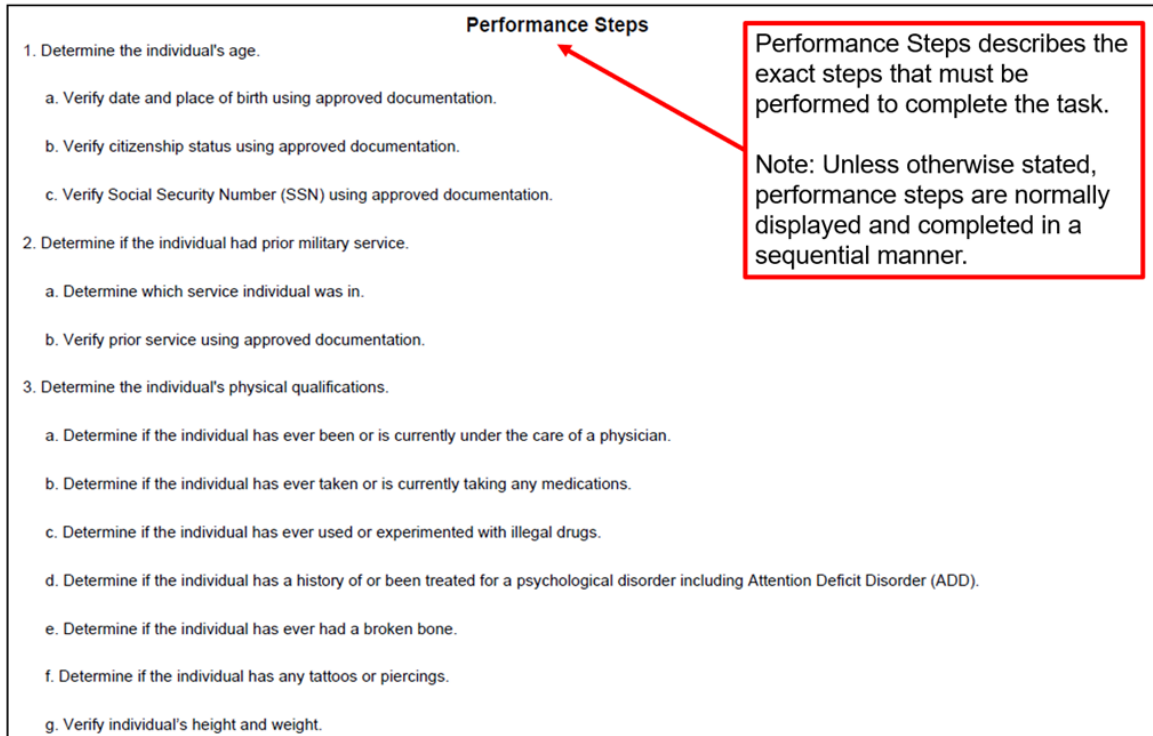 Performance Steps
1. Determine the individual's age.
a. Verify date and place of birth using approved documentation.
b. Verify citizenship status using approved documentation.
c. Verify Social Security Number (SSN) using approved documentation.
2. Determine if the individual had prior military service.
a. Determine which service individual was in.
b. Verify prior service using approved documentation.
3. Determine the individual's physical qualifications.
a. Determine if the individual has ever been or is currently under the care of a physician.
b. Determine if the individual has ever taken or is currently taking any medications.
c. Determine if the individual has ever used or experimented with illegal drugs.
d. Determine if the individual has a history of or been treated for a psychological disorder including Attention Deficit Disorder (ADD).
e. Determine if the individual has ever had a broken bone.
f. Determine if the individual has any tattoos or piercings.
g. Verify individual's height and weight.
Performance Steps describes the
exact steps that must be
performed to complete the task.
Note: Unless otherwise stated,
performance steps are normally
displayed and completed in a
sequential manner.